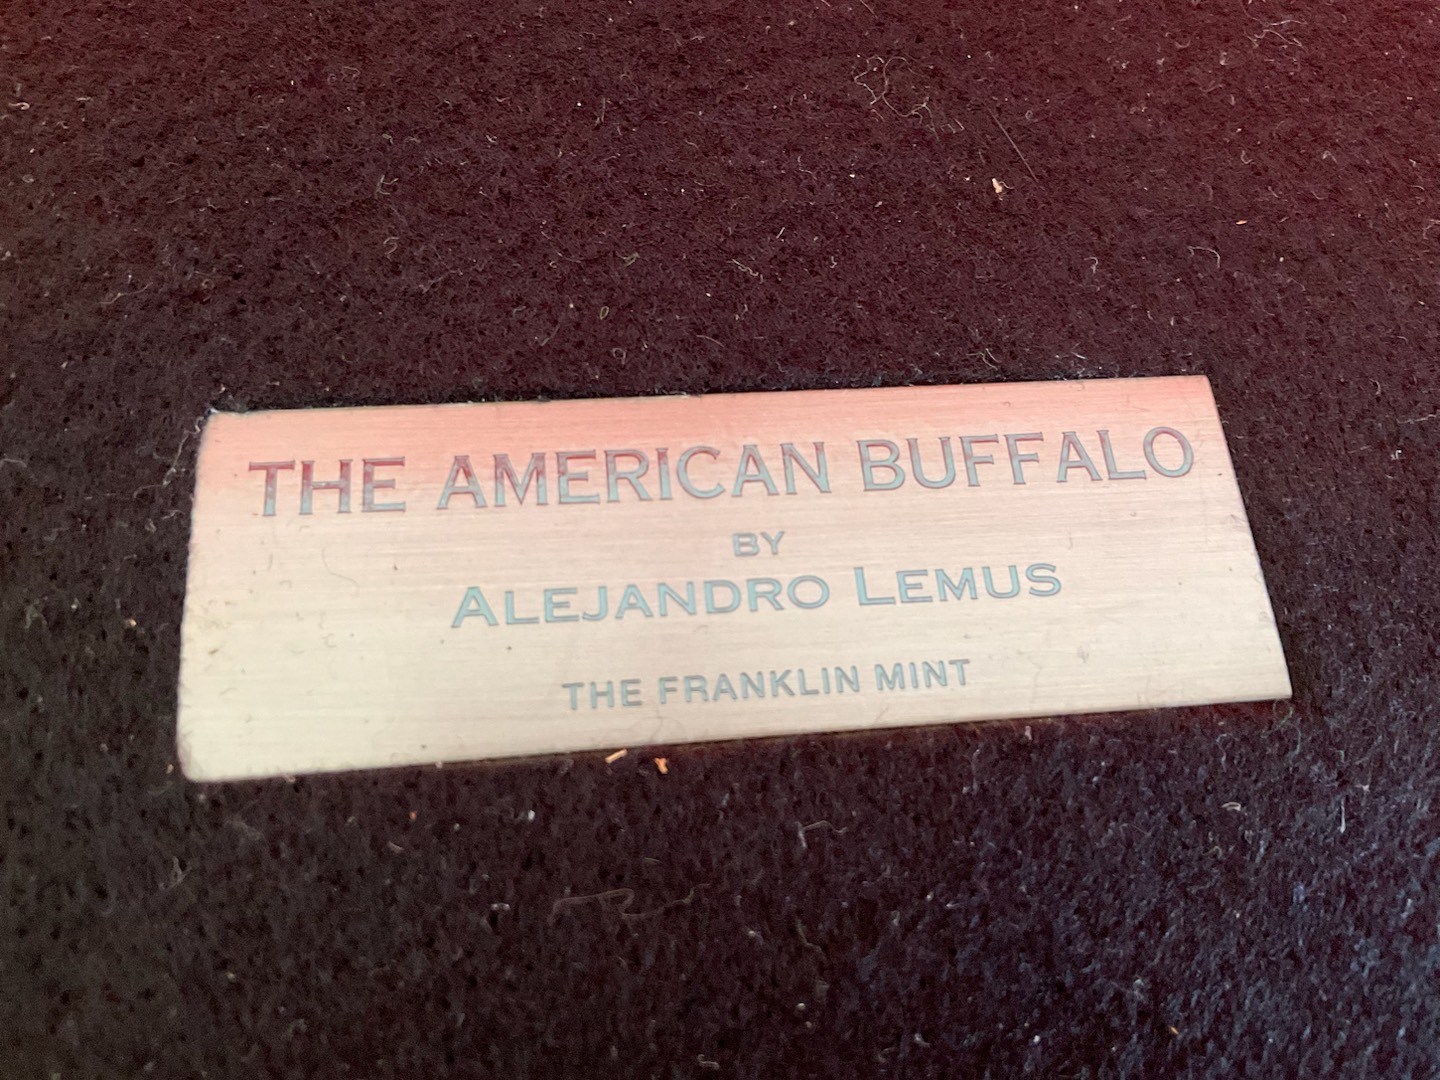 THE AMERICAN BUFFALO
BY
ALEJANDRO LEMUS
THE FRANKLIN MINT